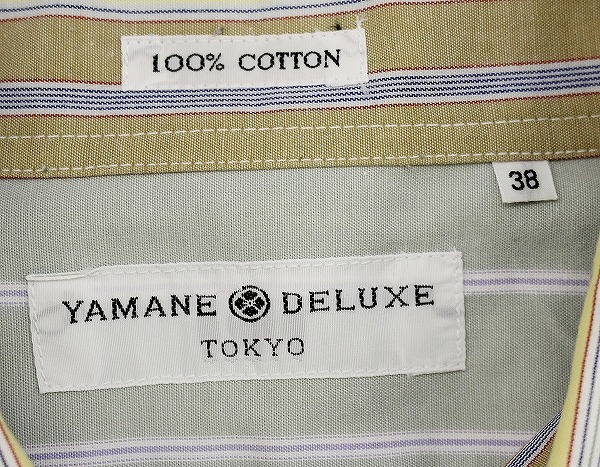 100% COTTON
38
YAMANE DELUXE
TOKYO